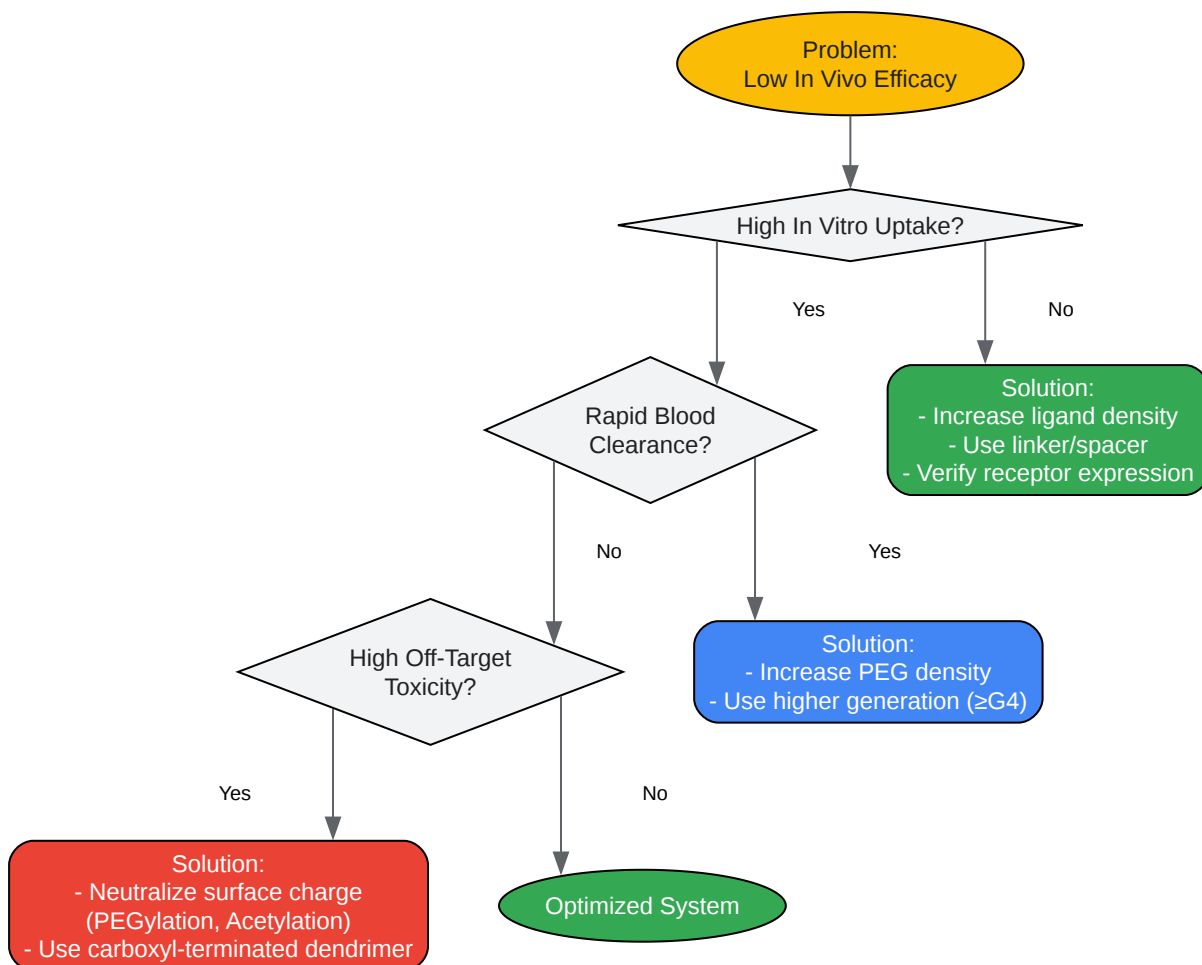 Problem:
Low In Vivo Efficacy
High In Vitro Uptake?
Yes
No
Rapid Blood
Clearance?
Solution:
- Increase ligand density
- Use linker/spacer
- Verify receptor expression
No
Yes
High Off-Target
Toxicity?
Solution:
- Increase PEG density
- Use higher generation (≥G4)
Yes
No
Solution:
- Neutralize surface charge
(PEGylation, Acetylation)
- Use carboxyl-terminated dendrimer
Optimized System